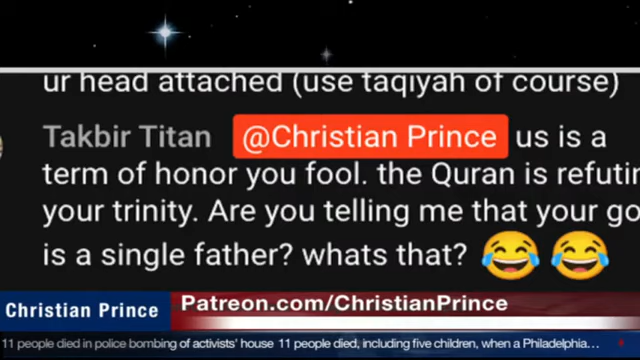 ur head attached (use taqiyah of course)
Takbir Titan @Christian Prince us is a
term of honor you fool. the Quran is refutin
your trinity. Are you telling me that your go
is a single father? whats that? 😂 😂
Christian Prince Patreon.com/ChristianPrince
11 people died in police bombing of activists' house 11 people died, including five children, when a Philadelphia...